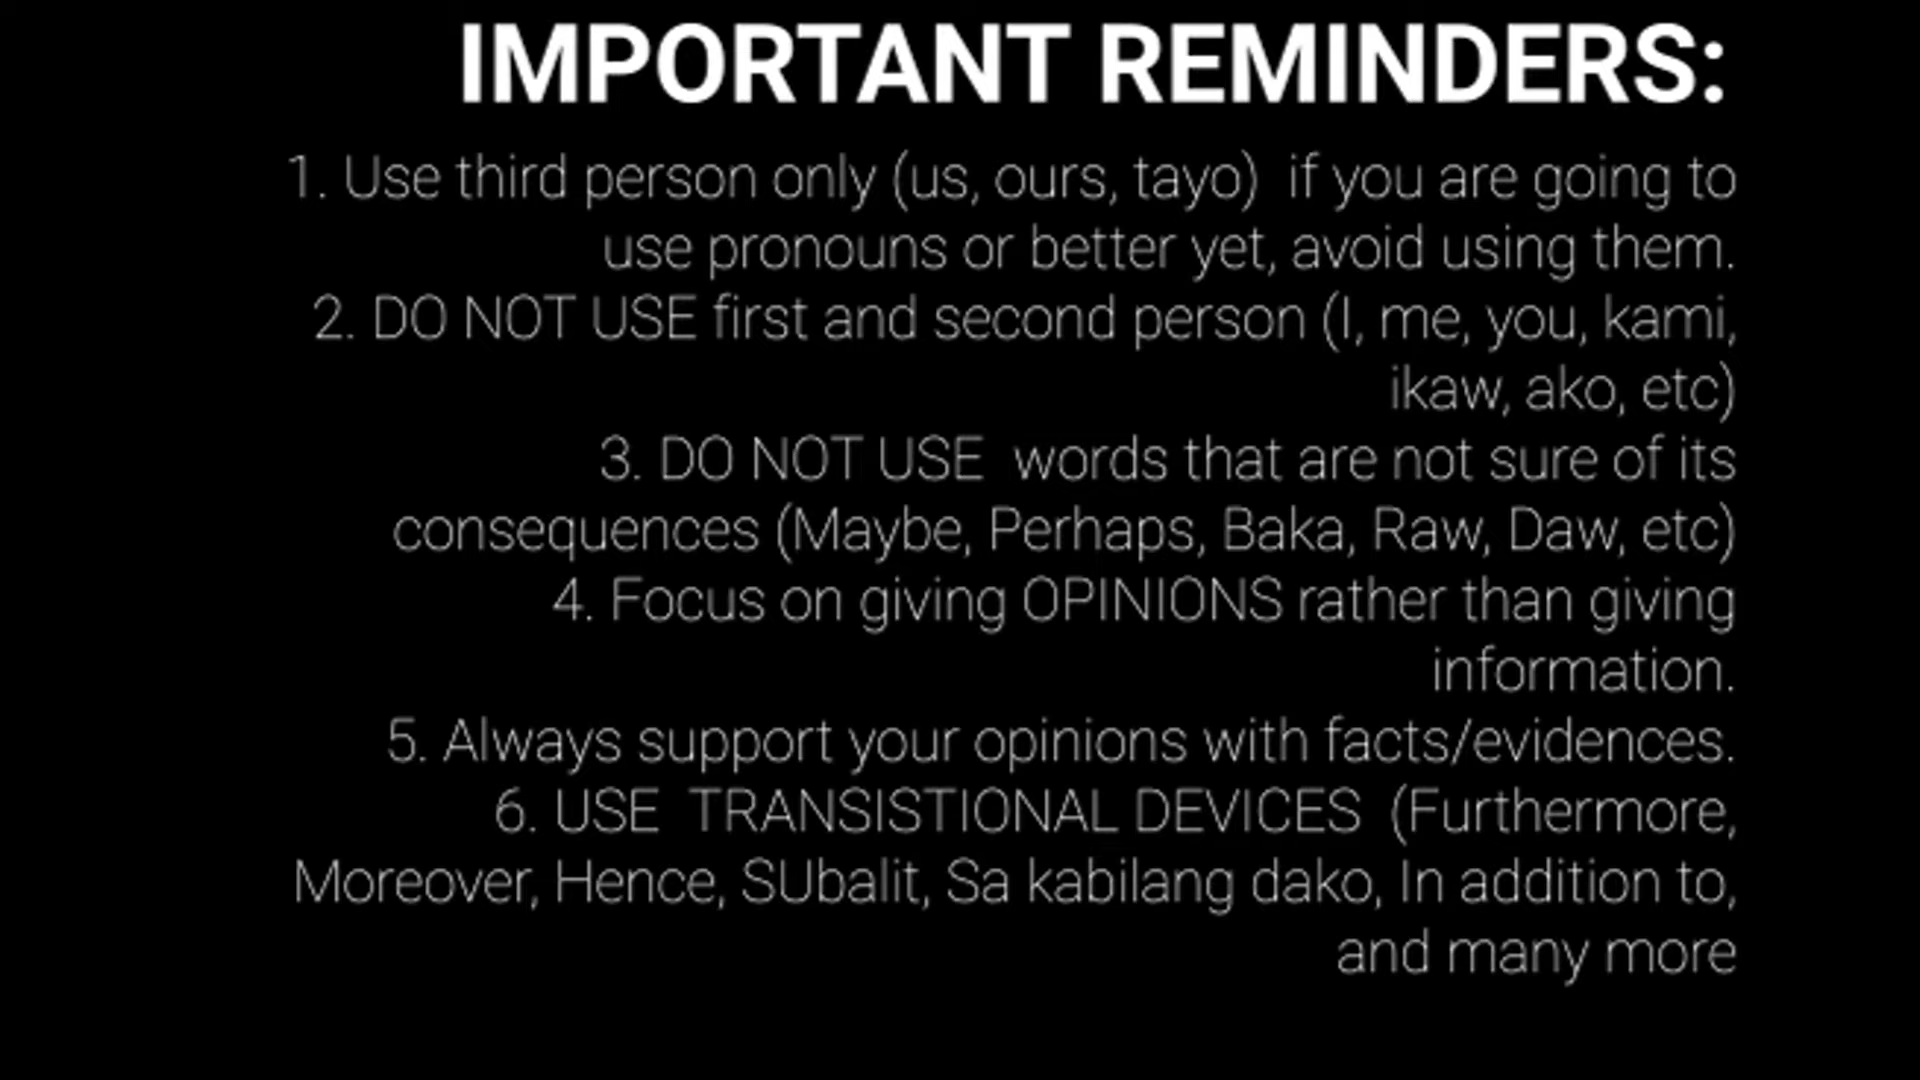 IMPORTANT REMINDERS:
1. Use third person only (us, ours, tayo) if you are going to
use pronouns or better yet, avoid using them.
2. DO NOT USE first and second person (I, me, you, kami,
ikaw, ako, etc)
3. DO NOT USE words that are not sure of its
consequences (Maybe, Perhaps, Baka, Raw, Daw, etc)
4. Focus on giving OPINIONS rather than giving
information.
5. Always support your opinions with facts/evidences.
6. USE TRANSISTIONAL DEVICES (Furthermore,
Moreover, Hence, SUbalit, Sa kabilang dako, In addition to,
and many more